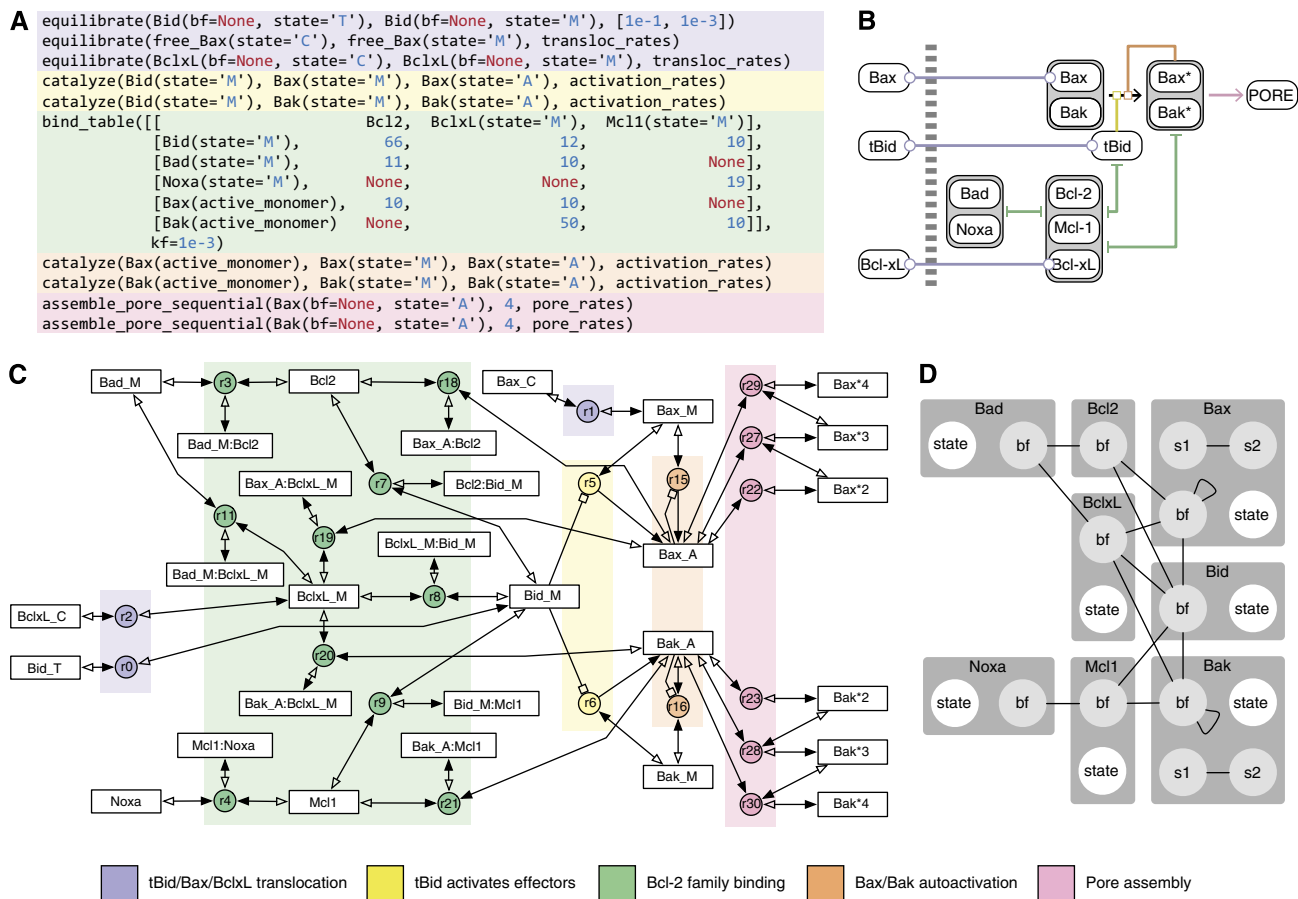 A
equilibrate(Bid(bf=None, state='T'), Bid(bf=None, state='M'), [1e-1, 1e-3])
equilibrate(free_Bax(state='C'), free_Bax(state='M'), transloc_rates)
equilibrate(BclxL(bf=None, state='C'), BclxL(bf=None, state='M'), transloc_rates)
catalyze(Bid(state='M'), Bax(state='M'), Bax(state='A'), activation_rates)
catalyze(Bid(state='M'), Bak(state='M'), Bak(state='A'), activation_rates)
bind_table([[ Bcl2, BclxL(state='M'), Mcl1(state='M')],
[Bid(state='M'), 66, 12, 10],
[Bad(state='M'), 11, 10, None],
[Noxa(state='M'), None, None, 19],
[Bax(active_monomer), 10, 10, None],
[Bak(active_monomer) None, 50, 10]],
kf=1e-3)
catalyze(Bax(active_monomer), Bax(state='M'), Bax(state='A'), activation_rates)
catalyze(Bak(active_monomer), Bak(state='M'), Bak(state='A'), activation_rates)
assemble_pore_sequential(Bax(bf=None, state='A'), 4, pore_rates)
assemble_pore_sequential(Bak(bf=None, state='A'), 4, pore_rates)
B
Bax Bax Bax*
PORE
Bak Bak*
tBid tBid
Bad Bcl-2
Noxa Mcl-1
Bcl-xL Bcl-xL
C
Bad_M r3 Bcl2 r18 Bax_C r29 Bax*4
r1 Bax_M
Bad_M:Bcl2 Bax_A:Bcl2 r27 Bax*3
Bax_A:BclxL_M r7 Bcl2:Bid_M r5 r15 r22 Bax*2
r11 r19
BclxL_M:Bid_M Bax_A
Bad_M:BclxL_M
BclxL_M r8 Bid_M
BclxL_C r2
Bid_T r0 r20 Bak_A
Bak_A:BclxL_M r9 Bid_M:Mcl1 r6 r16 r23 Bak*2
Mcl1:Noxa Bak_A:Mcl1 r28 Bak*3
Bak_M
Noxa r4 Mcl1 r21 r30 Bak*4
D
Bad Bcl2 Bax
state bf bf s1 s2
BclxL
bf bf state
Bid
state bf state
Noxa Mcl1 Bak
state bf bf bf state
state s1 s2
tBid/Bax/BclxL translocation
tBid activates effectors
Bcl-2 family binding
Bax/Bak autoactivation
Pore assembly